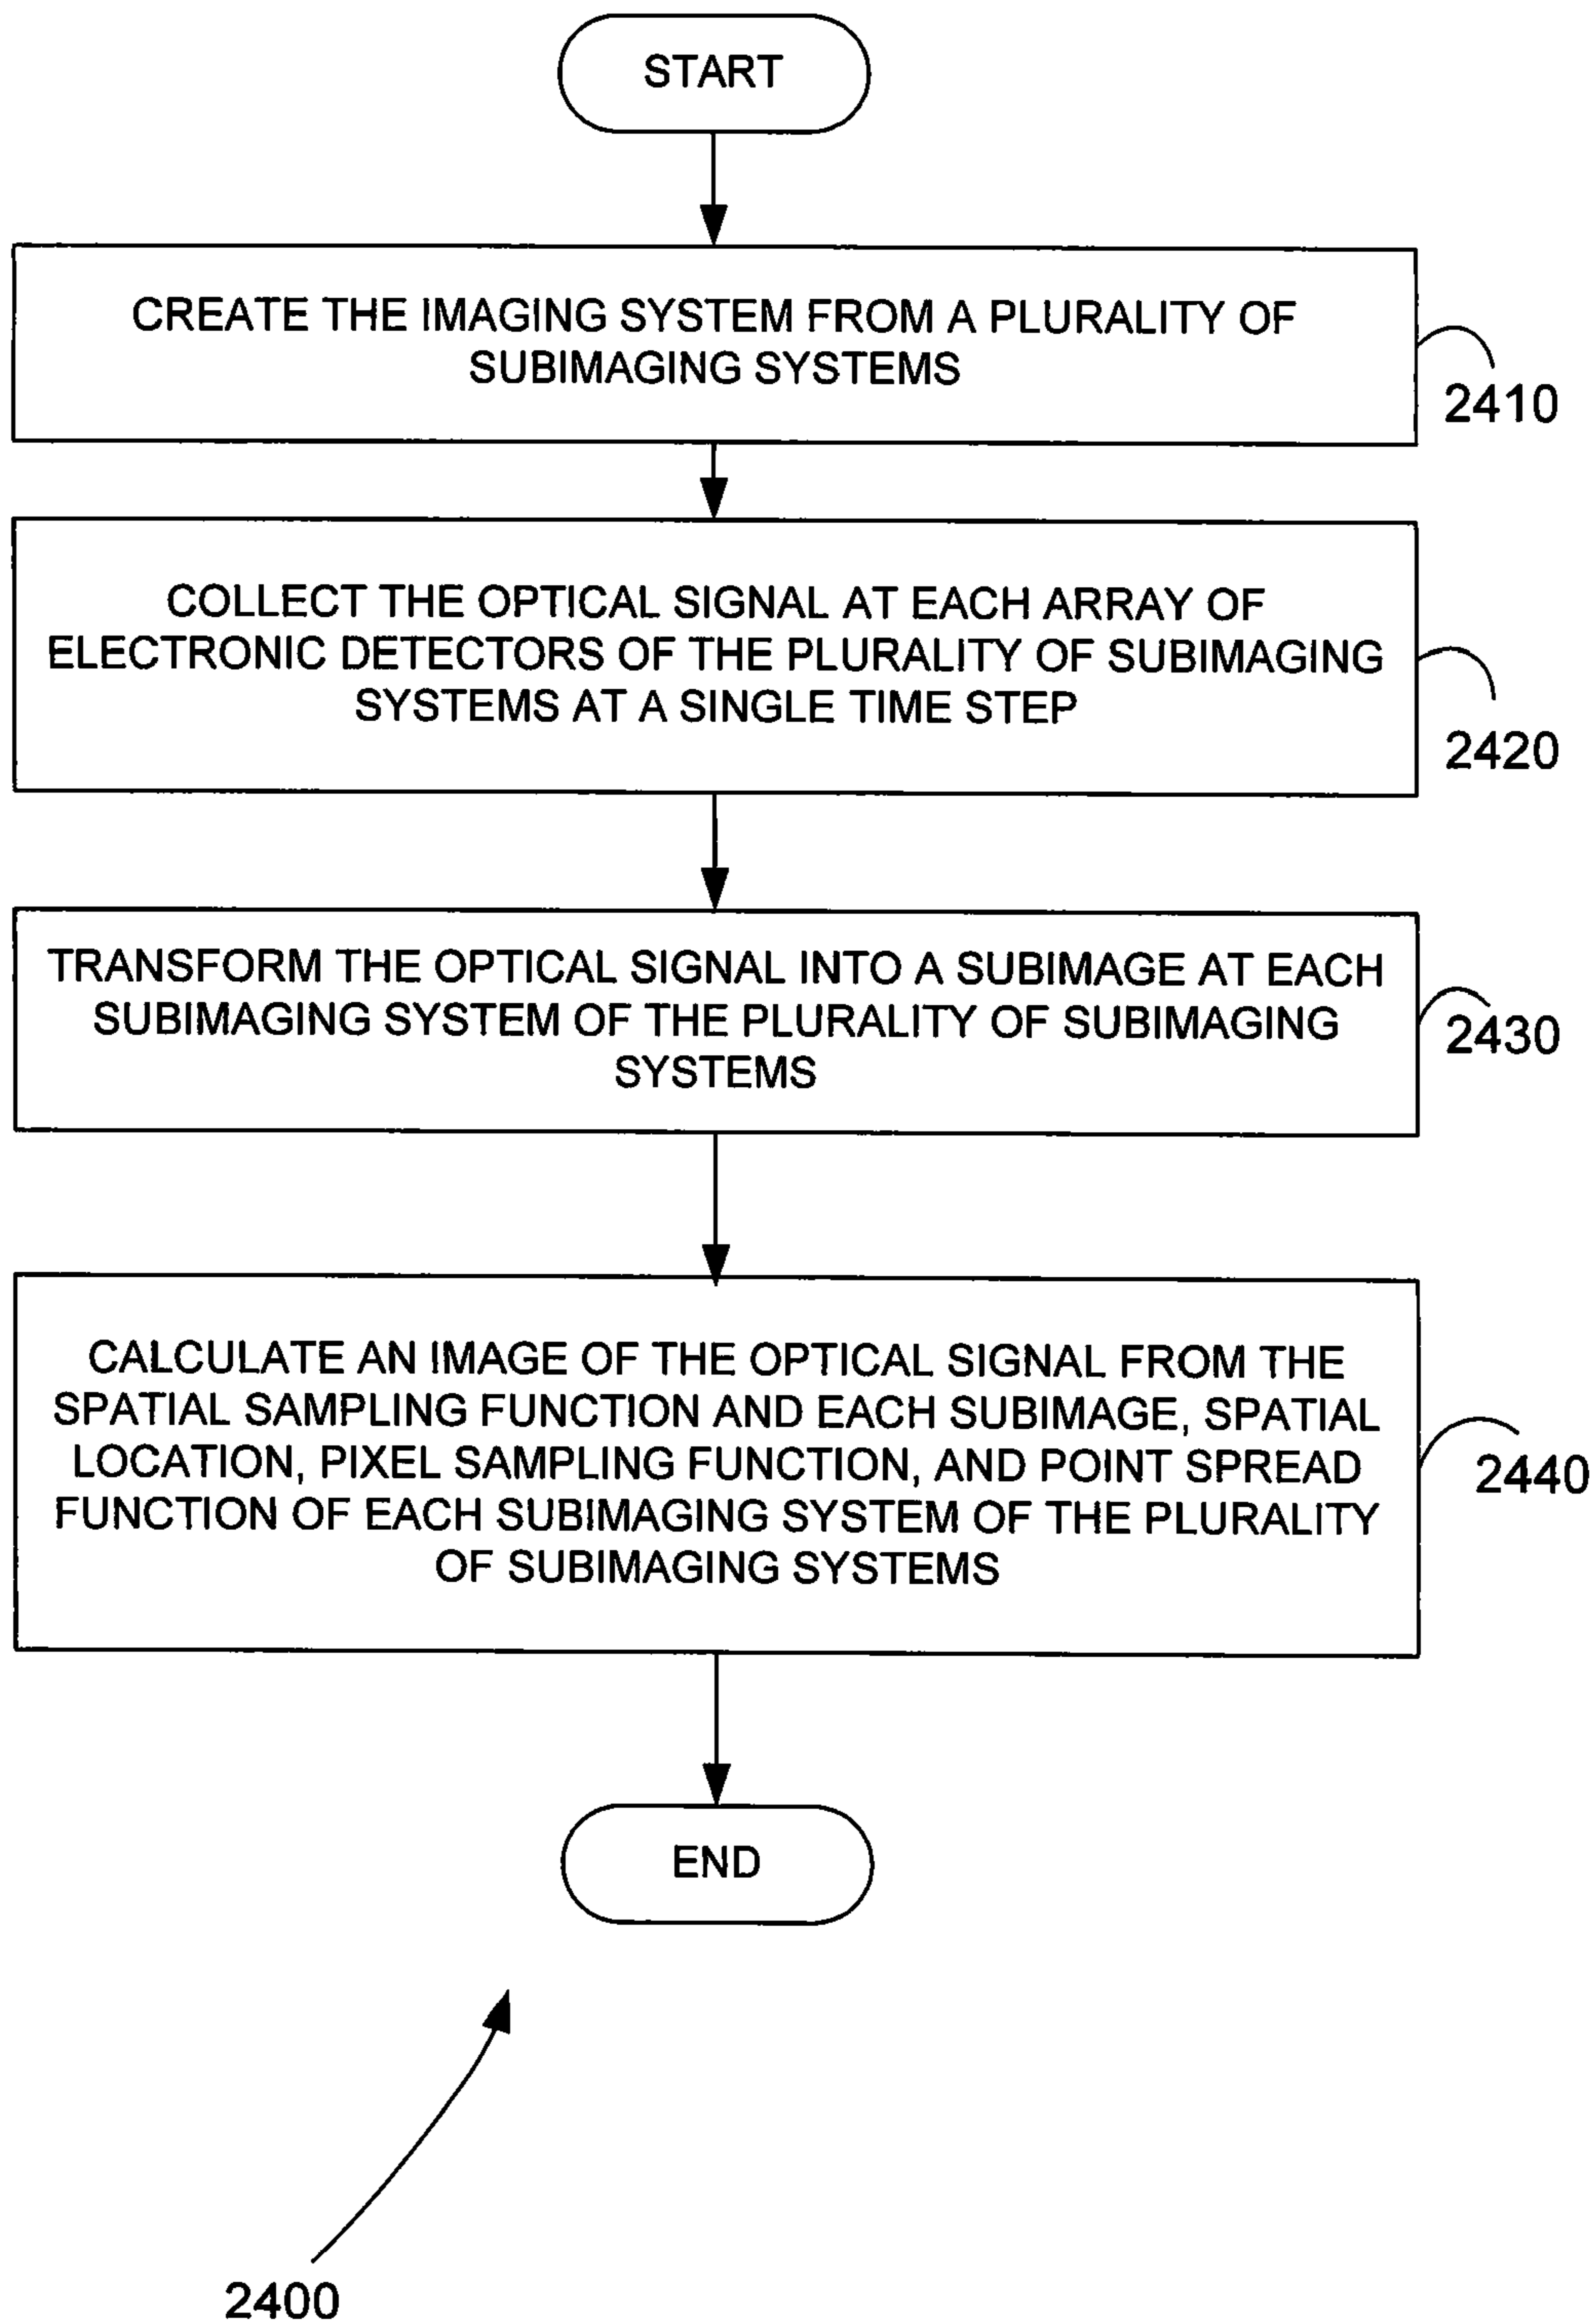 START
CREATE THE IMAGING SYSTEM FROM A PLURALITY OF
SUBIMAGING SYSTEMS
2410
COLLECT THE OPTICAL SIGNAL AT EACH ARRAY OF
ELECTRONIC DETECTORS OF THE PLURALITY OF SUBIMAGING
SYSTEMS AT A SINGLE TIME STEP
2420
TRANSFORM THE OPTICAL SIGNAL INTO A SUBIMAGE AT EACH
SUBIMAGING SYSTEM OF THE PLURALITY OF SUBIMAGING
SYSTEMS
2430
CALCULATE AN IMAGE OF THE OPTICAL SIGNAL FROM THE
SPATIAL SAMPLING FUNCTION AND EACH SUBIMAGE, SPATIAL
LOCATION, PIXEL SAMPLING FUNCTION, AND POINT SPREAD
FUNCTION OF EACH SUBIMAGING SYSTEM OF THE PLURALITY
OF SUBIMAGING SYSTEMS
2440
END
2400